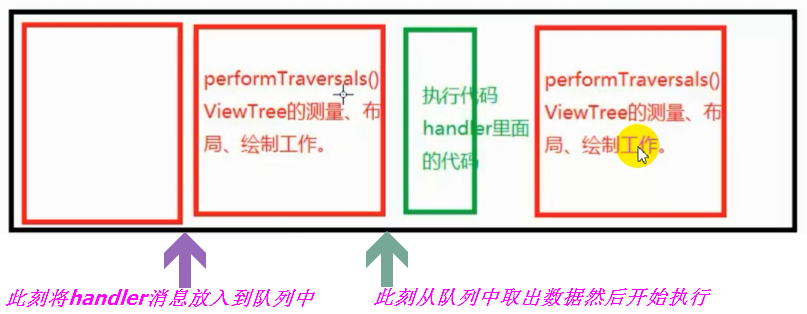 performTraversals()
ViewTree的测量、布
局、绘制工作。
执行代码
handler里面
的代码
performTraversals()
ViewTree的测量、布
局、绘制工作。
此刻将handler消息放入到队列中
此刻从队列中取出数据然后开始执行